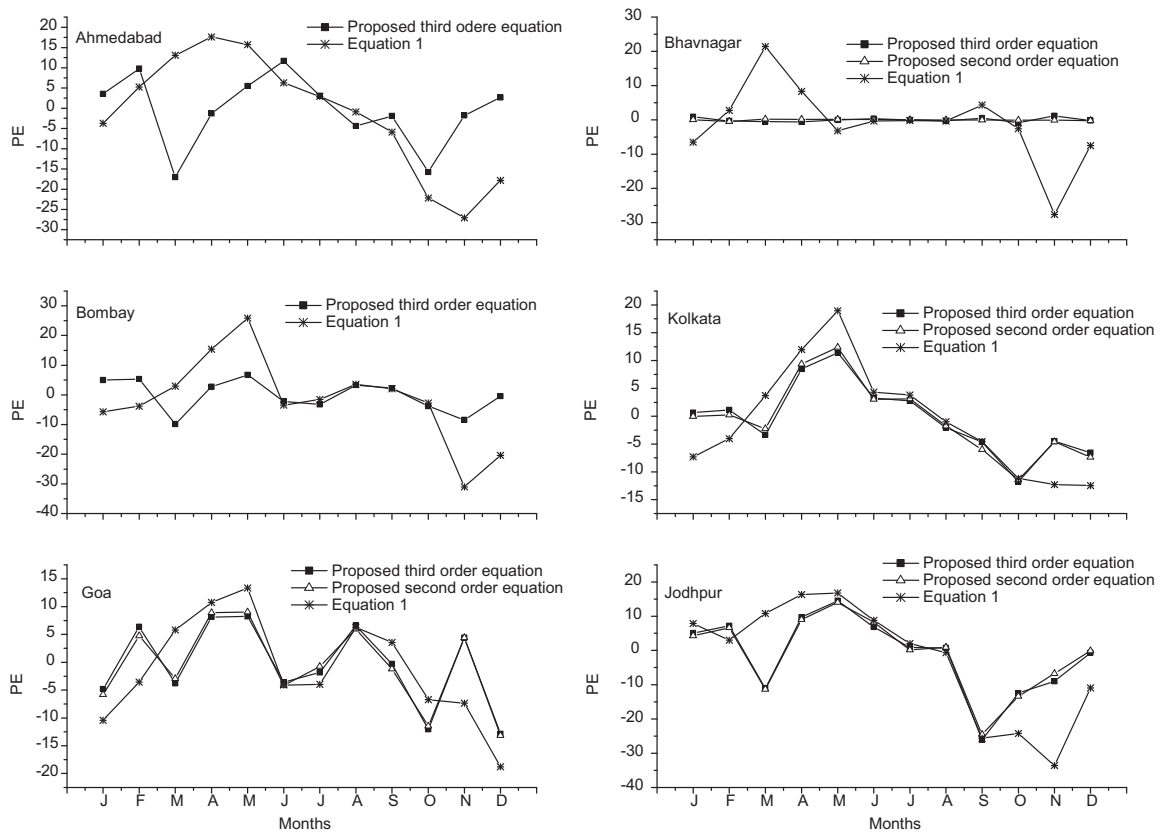 Ahmedabad
Proposed third odere equation
Equation 1
20
15
10
5
0
-5
-10
-15
-20
-25
-30
PE
Bhavnagar
Proposed third order equation
Proposed second order equation
Equation 1
30
20
10
0
-10
-20
-30
PE
Bombay
Proposed third order equation
Equation 1
30
20
10
0
-10
-20
-30
-40
PE
Kolkata
Proposed third order equation
Proposed second order equation
Equation 1
20
15
10
5
0
-5
-10
-15
PE
Goa
Proposed third order equation
Proposed second order equation
Equation 1
15
10
5
0
-5
-10
-15
-20
PE
J F M A M J J A S O N D
Months
Jodhpur
Proposed third order equation
Proposed second order equation
Equation 1
20
10
0
-10
-20
-30
-40
PE
J F M A M J J A S O N D
Months